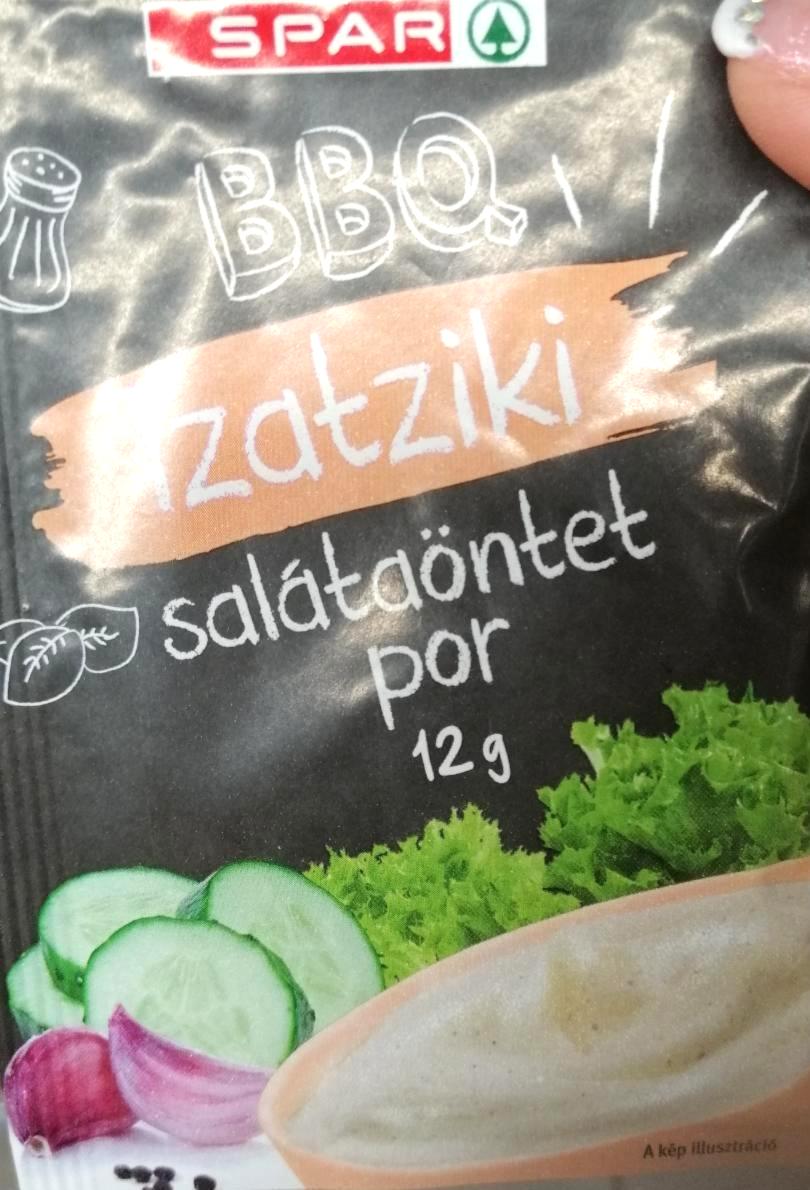 SPAR
BBQ
tzatziki
salátaöntet
por
12 g
A kép illusztráció